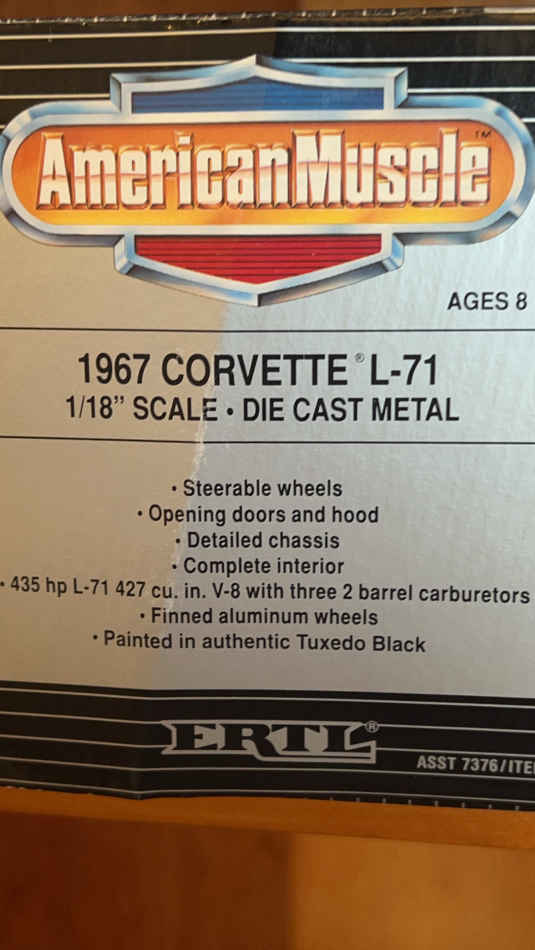 AmericanMuscle™
AGES 8
1967 CORVETTE® L-71
1/18” SCALE • DIE CAST METAL
• Steerable wheels
• Opening doors and hood
• Detailed chassis
• Complete interior
• 435 hp L-71 427 cu. in. V-8 with three 2 barrel carburetors
• Finned aluminum wheels
• Painted in authentic Tuxedo Black
ERTL®
ASST 7376/ITE